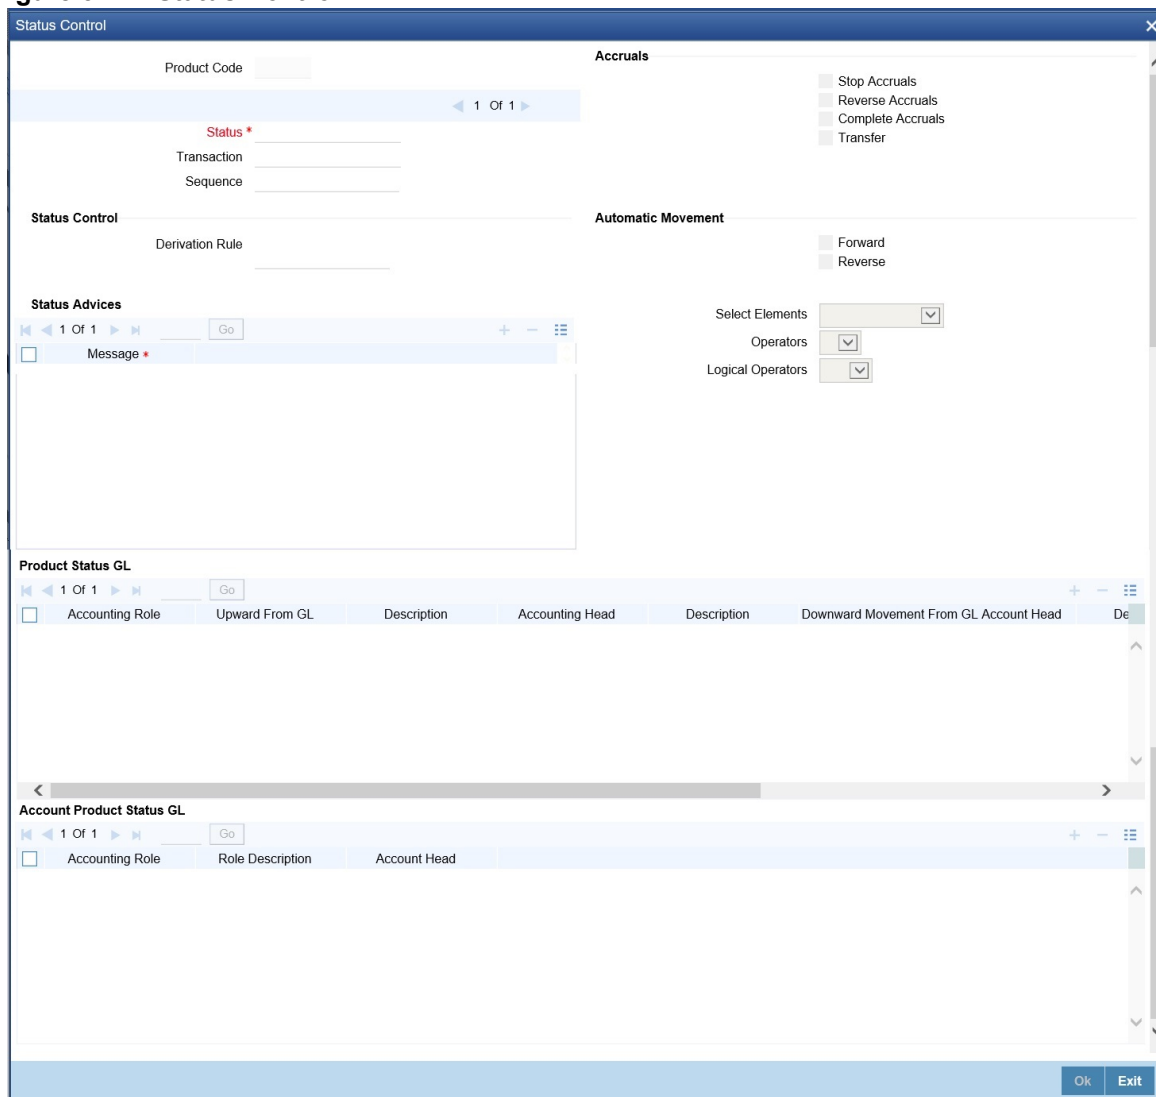 Status Control
Product Code
1 Of 1
Status *
Transaction
Sequence
Accruals
Stop Accruals
Reverse Accruals
Complete Accruals
Transfer
Status Control
Derivation Rule
Automatic Movement
Forward
Reverse
Status Advices
1 Of 1 Go
Message *
Select Elements
Operators
Logical Operators
Product Status GL
1 Of 1 Go
Accounting Role Upward From GL Description Accounting Head Description Downward Movement From GL Account Head De
Account Product Status GL
1 Of 1 Go
Accounting Role Role Description Account Head
Ok Exit